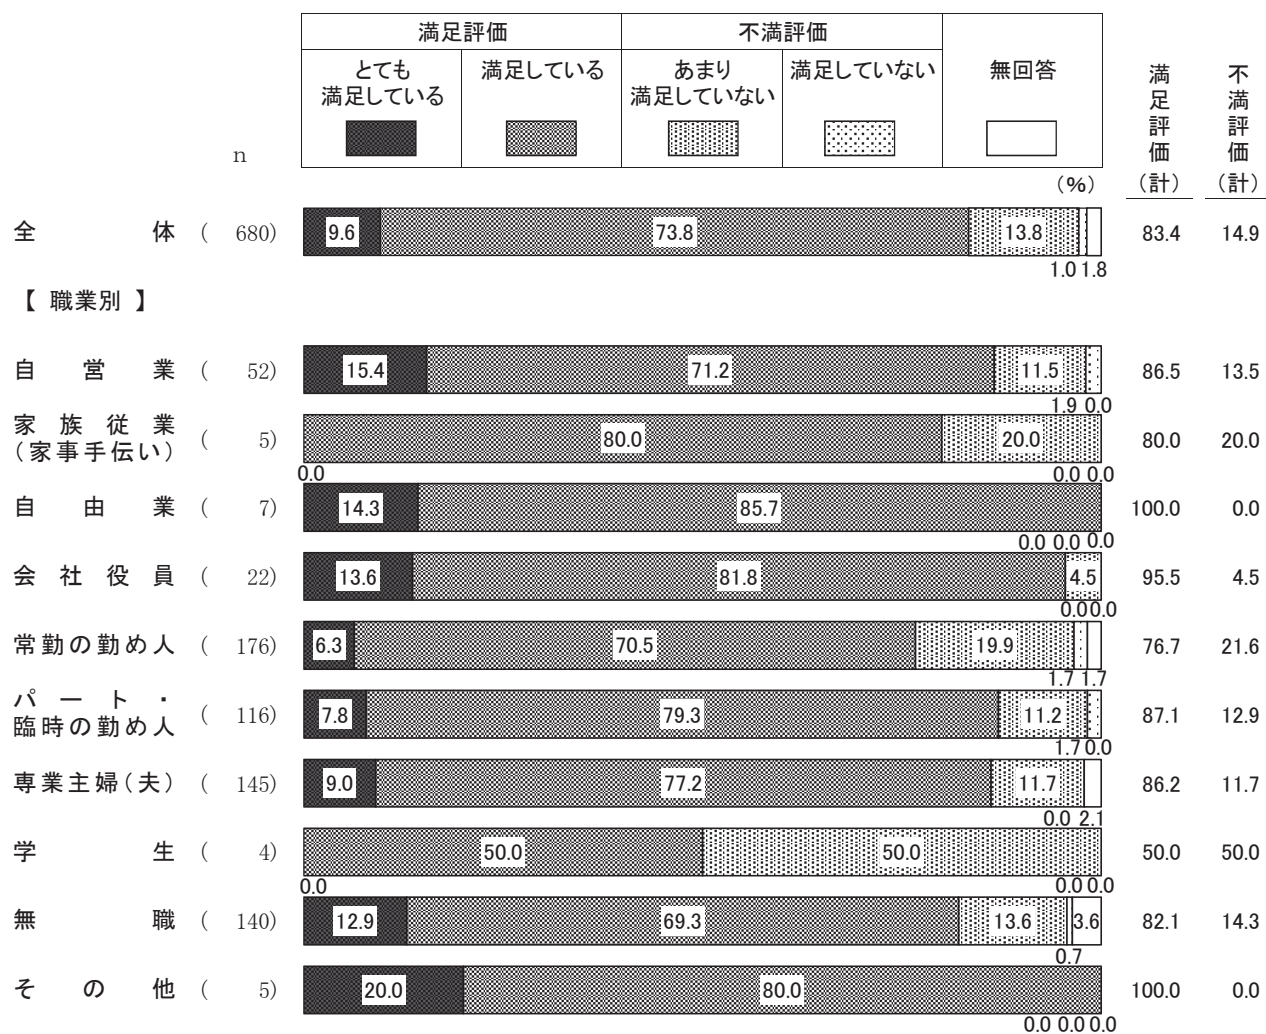 満足評価 不満評価
とても 満足している あまり 満足していない 無回答
満足している 満足していない
満足評価（計） 不満評価（計）
n
（%）
全体 （ 680） 9.6 73.8 13.8 83.4 14.9
1.0 1.8
【 職業別 】
自営業 （ 52） 15.4 71.2 11.5 86.5 13.5
1.9 0.0
家族従業
（家事手伝い） （ 5） 80.0 20.0 80.0 20.0
0.0 0.0 0.0
自由業 （ 7） 14.3 85.7 100.0 0.0
0.0 0.0 0.0
会社役員 （ 22） 13.6 81.8 4.5 95.5 4.5
0.0 0.0
常勤の勤め人 （ 176） 6.3 70.5 19.9 76.7 21.6
1.7 1.7
パート・
臨時の勤め人 （ 116） 7.8 79.3 11.2 87.1 12.9
1.7 0.0
専業主婦（夫） （ 145） 9.0 77.2 11.7 86.2 11.7
0.0 2.1
学生 （ 4） 50.0 50.0 50.0 50.0
0.0 0.0 0.0
無職 （ 140） 12.9 69.3 13.6 3.6 82.1 14.3
0.7
その他 （ 5） 20.0 80.0 100.0 0.0
0.0 0.0 0.0